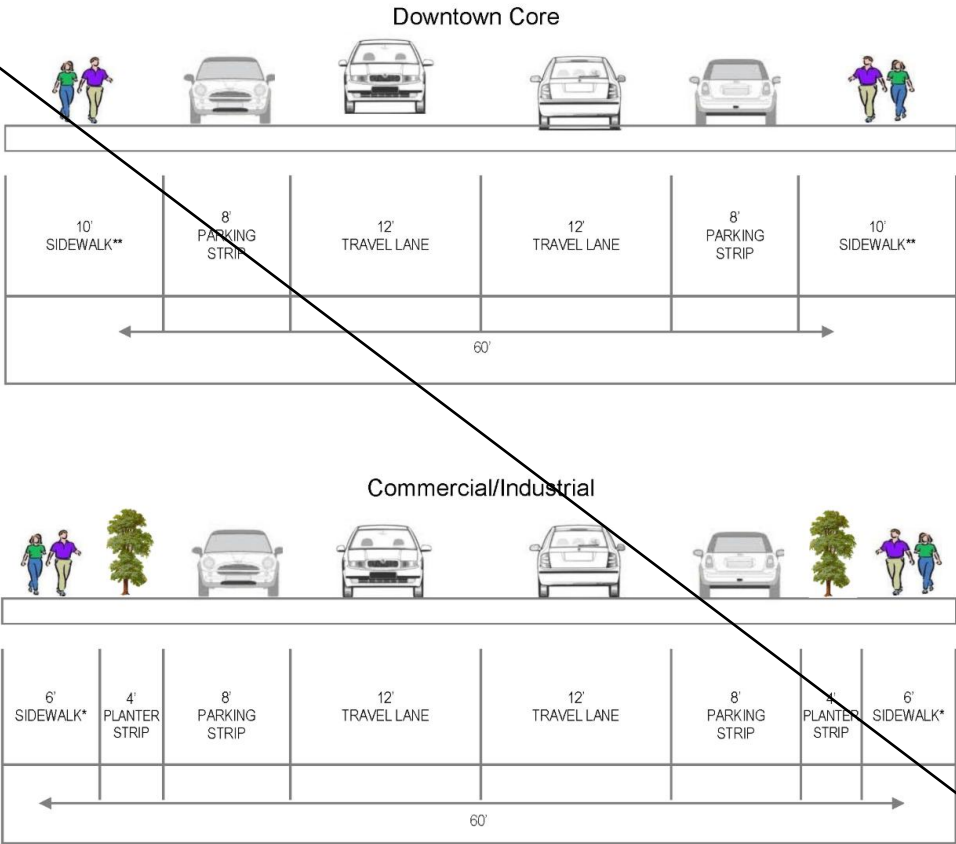 Downtown Core
10'
SIDEWALK**
8'
PARKING
STRIP
12'
TRAVEL LANE
12'
TRAVEL LANE
8'
PARKING
STRIP
10'
SIDEWALK**
60'
Commercial/Industrial
6'
SIDEWALK*
4'
PLANTER
STRIP
8'
PARKING
STRIP
12'
TRAVEL LANE
12'
TRAVEL LANE
8'
PARKING
STRIP
4'
PLANTER
STRIP
6'
SIDEWALK*
60'